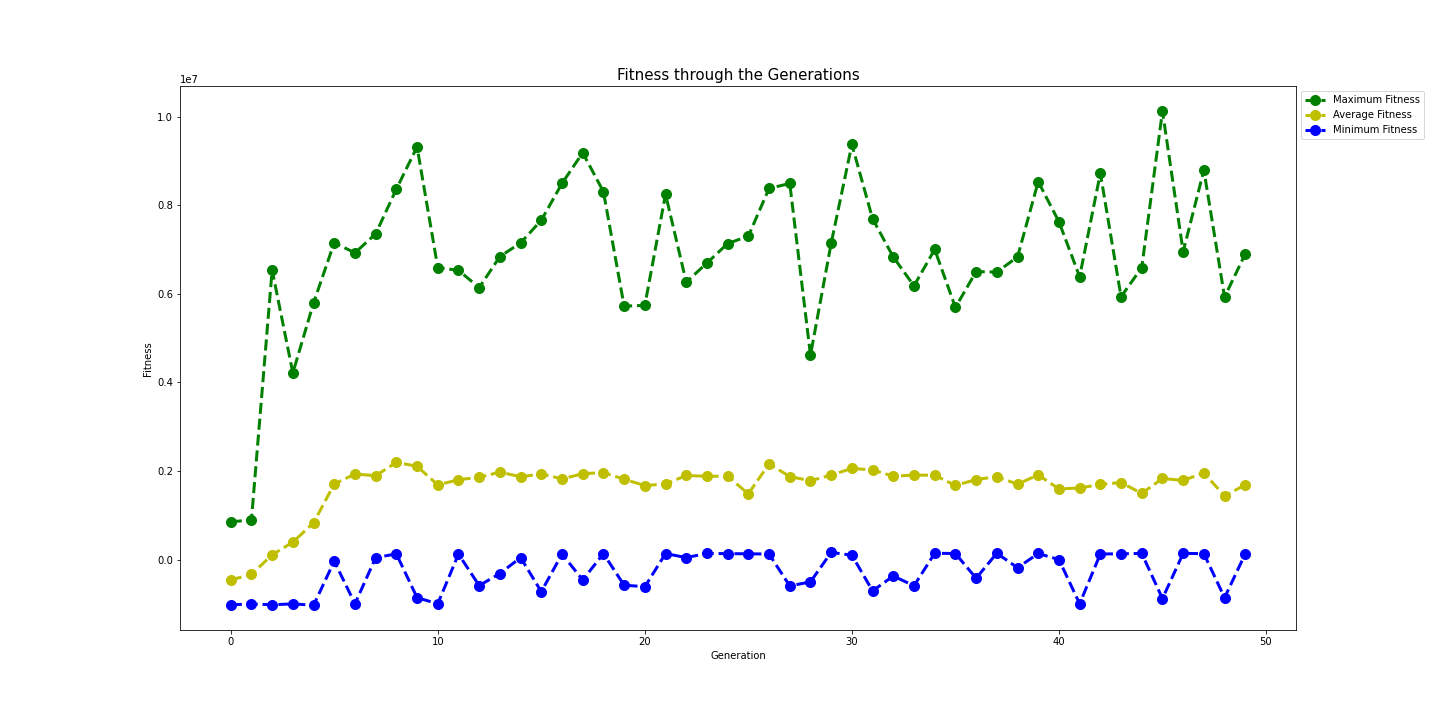 Fitness through the Generations
1e7
Maximum Fitness
Average Fitness
Minimum Fitness
1.0
0.8
0.6
0.4
0.2
0.0
Fitness
0 10 20 30 40 50
Generation